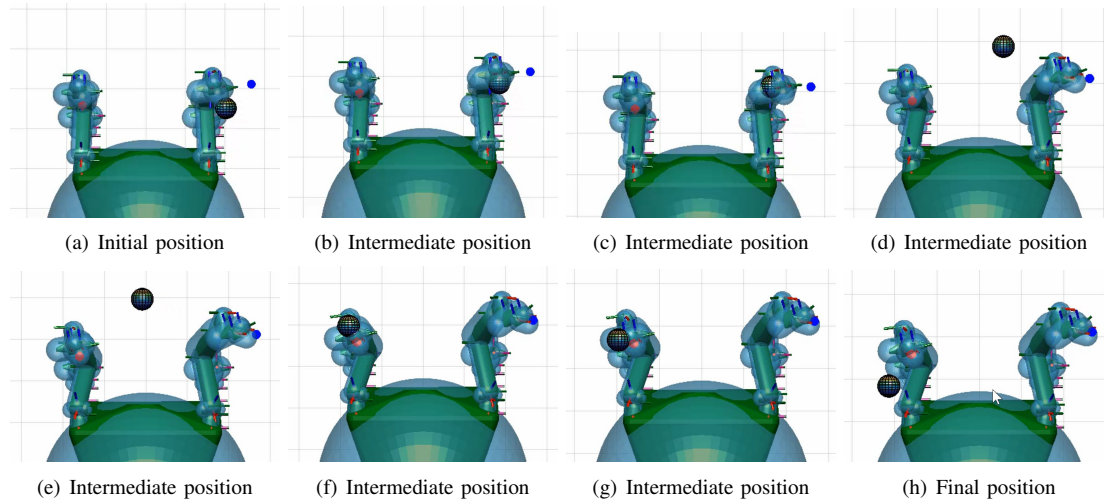 (a) Initial position
(b) Intermediate position
(c) Intermediate position
(d) Intermediate position
(e) Intermediate position
(f) Intermediate position
(g) Intermediate position
(h) Final position